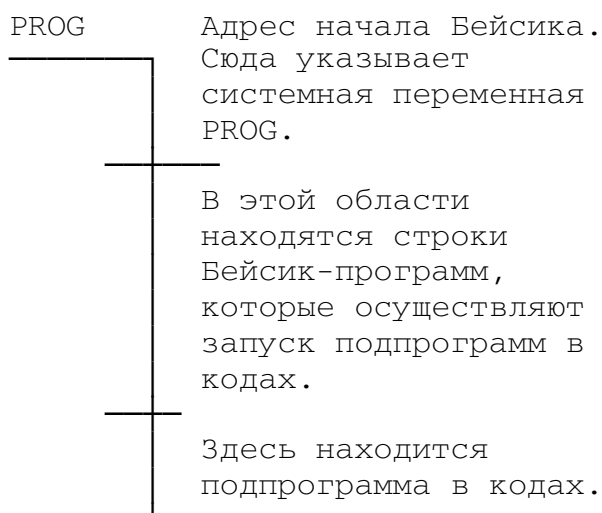 PROG Адрес начала Бейсика.
Сюда указывает
системная переменная
PROG.
В этой области
находятся строки
Бейсик-программ,
которые осуществляют
запуск подпрограмм в
кодах.
Здесь находится
подпрограмма в кодах.